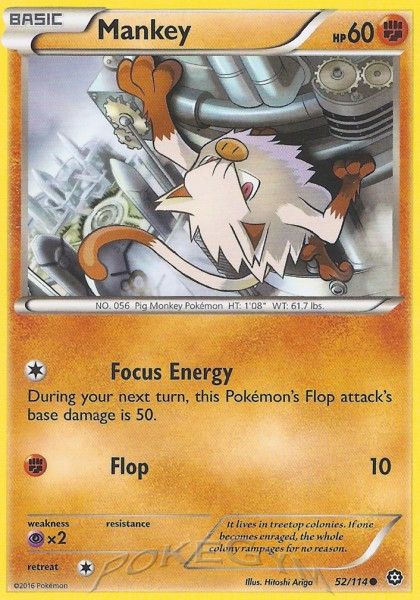 BASIC Mankey HP60
NO. 056 Pig Monkey Pokémon HT: 1'08" WT: 61.7 lbs.
Focus Energy
During your next turn, this Pokémon's Flop attack's
base damage is 50.
Flop 10
weakness resistance
×2
retreat
It lives in treetop colonies. If one
becomes enraged, the whole
colony rampages for no reason.
©2016 Pokémon Illus. Hitoshi Ariga 52/114
POKEGYM